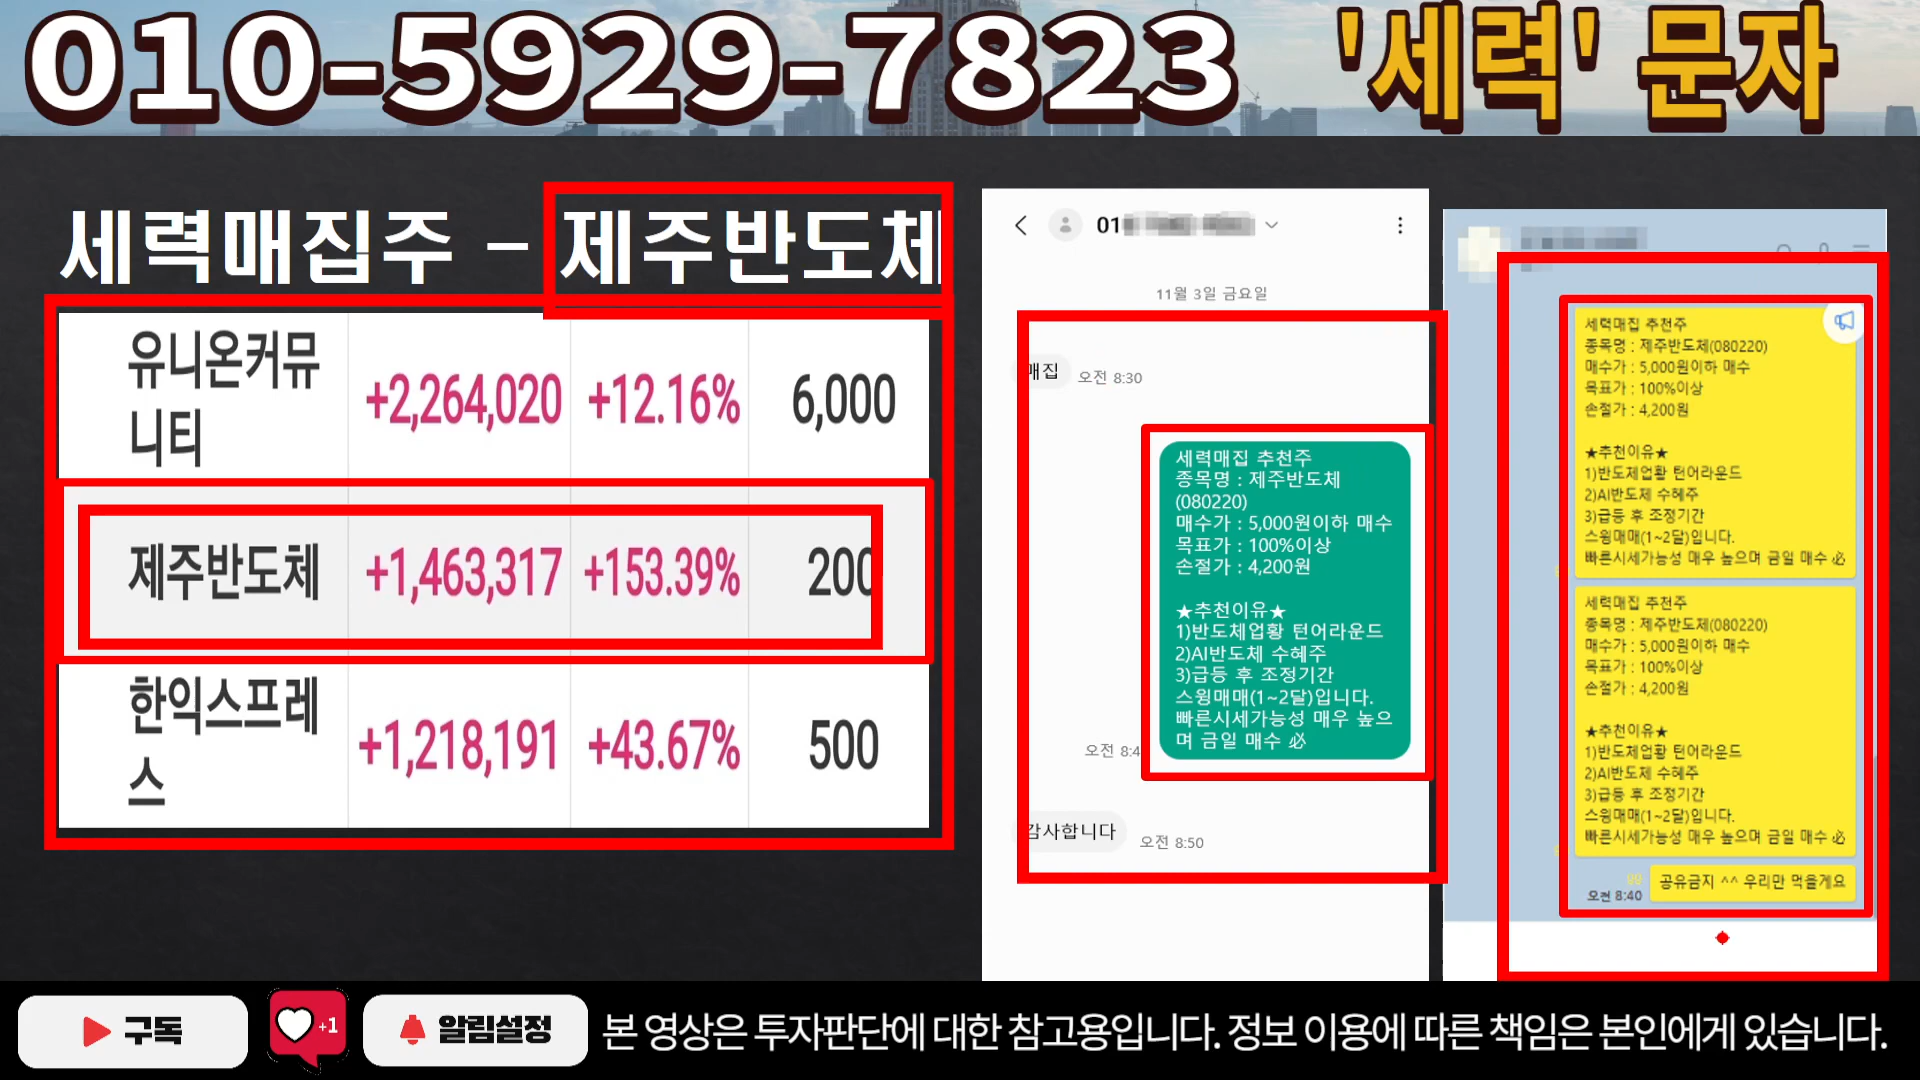 010-5929-7823 '세력' 문자
세력매집주 - 제주반도체
유니온커뮤
니티
+2,264,020 +12.16% 6,000
제주반도체 +1,463,317 +153.39% 200
한익스프레
스
+1,218,191 +43.67% 500
01
11월 3일 금요일
매집 오전 8:30
세력매집 추천주
종목명 : 제주반도체
(080220)
매수가 : 5,000원이하 매수
목표가 : 100%이상
손절가 : 4,200원
★추천이유★
1)반도체업황 턴어라운드
2)AI반도체 수혜주
3)급등 후 조정기간
스윙매매(1~2달)입니다.
빠른시세가능성 매우 높으
며 금일 매수 必
오전 8:4
감사합니다 오전 8:50
세력매집 추천주
종목명 : 제주반도체(080220)
매수가 : 5,000원이하 매수
목표가 : 100%이상
손절가 : 4,200원
★추천이유★
1)반도체업황 턴어라운드
2)AI반도체 수혜주
3)급등 후 조정기간
스윙매매(1~2달)입니다.
빠른시세가능성 매우 높으며 금일 매수 必
세력매집 추천주
종목명 : 제주반도체(080220)
매수가 : 5,000원이하 매수
목표가 : 100%이상
손절가 : 4,200원
★추천이유★
1)반도체업황 턴어라운드
2)AI반도체 수혜주
3)급등 후 조정기간
스윙매매(1~2달)입니다.
빠른시세가능성 매우 높으며 금일 매수 必
오전 8:40 공유금지 ^^ 우리만 먹을게요
구독 +1 알림설정 본 영상은 투자판단에 대한 참고용입니다. 정보 이용에 따른 책임은 본인에게 있습니다.